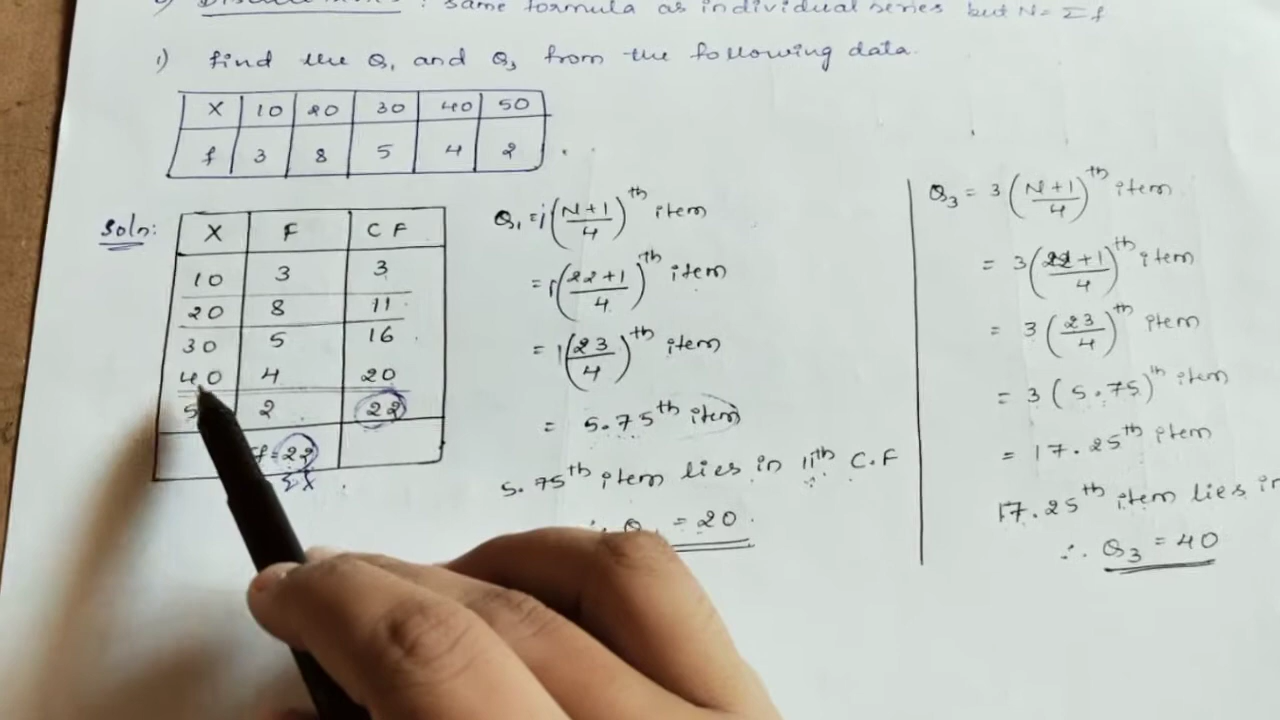 same formula as individual series but N = Σf
1) find the Q1 and Q3 from the following data.
X 10 20 30 40 50
f 3 8 5 4 2
Soln:
X F C F
10 3 3
20 8 11
30 5 16
40 4 20
2 22
= 22
Q1 = j(N+1/4)th item
= 1(22+1/4)th item
= 1(23/4)th item
= 5.75th item
5.75th item lies in 11th C.F
= 20
Q3 = 3(N+1/4)th item
= 3(22+1/4)th item
= 3(23/4)th item
= 3(5.75)th item
= 17.25th item
17.25th item lies in
∴ Q3 = 40